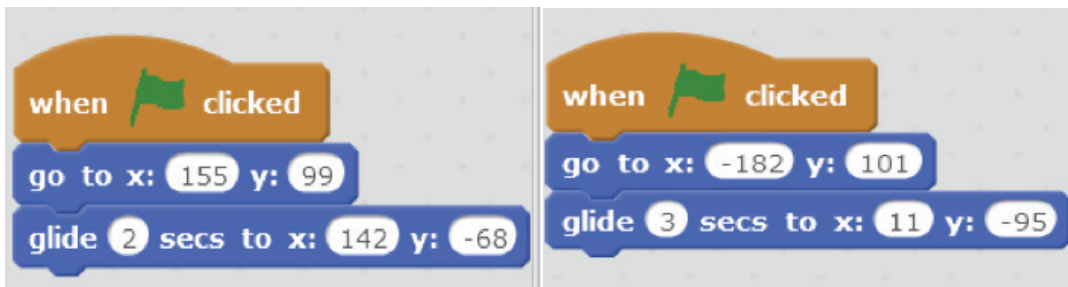 when clicked
go to x: 155 y: 99
glide 2 secs to x: 142 y: -68
when clicked
go to x: -182 y: 101
glide 3 secs to x: 11 y: -95